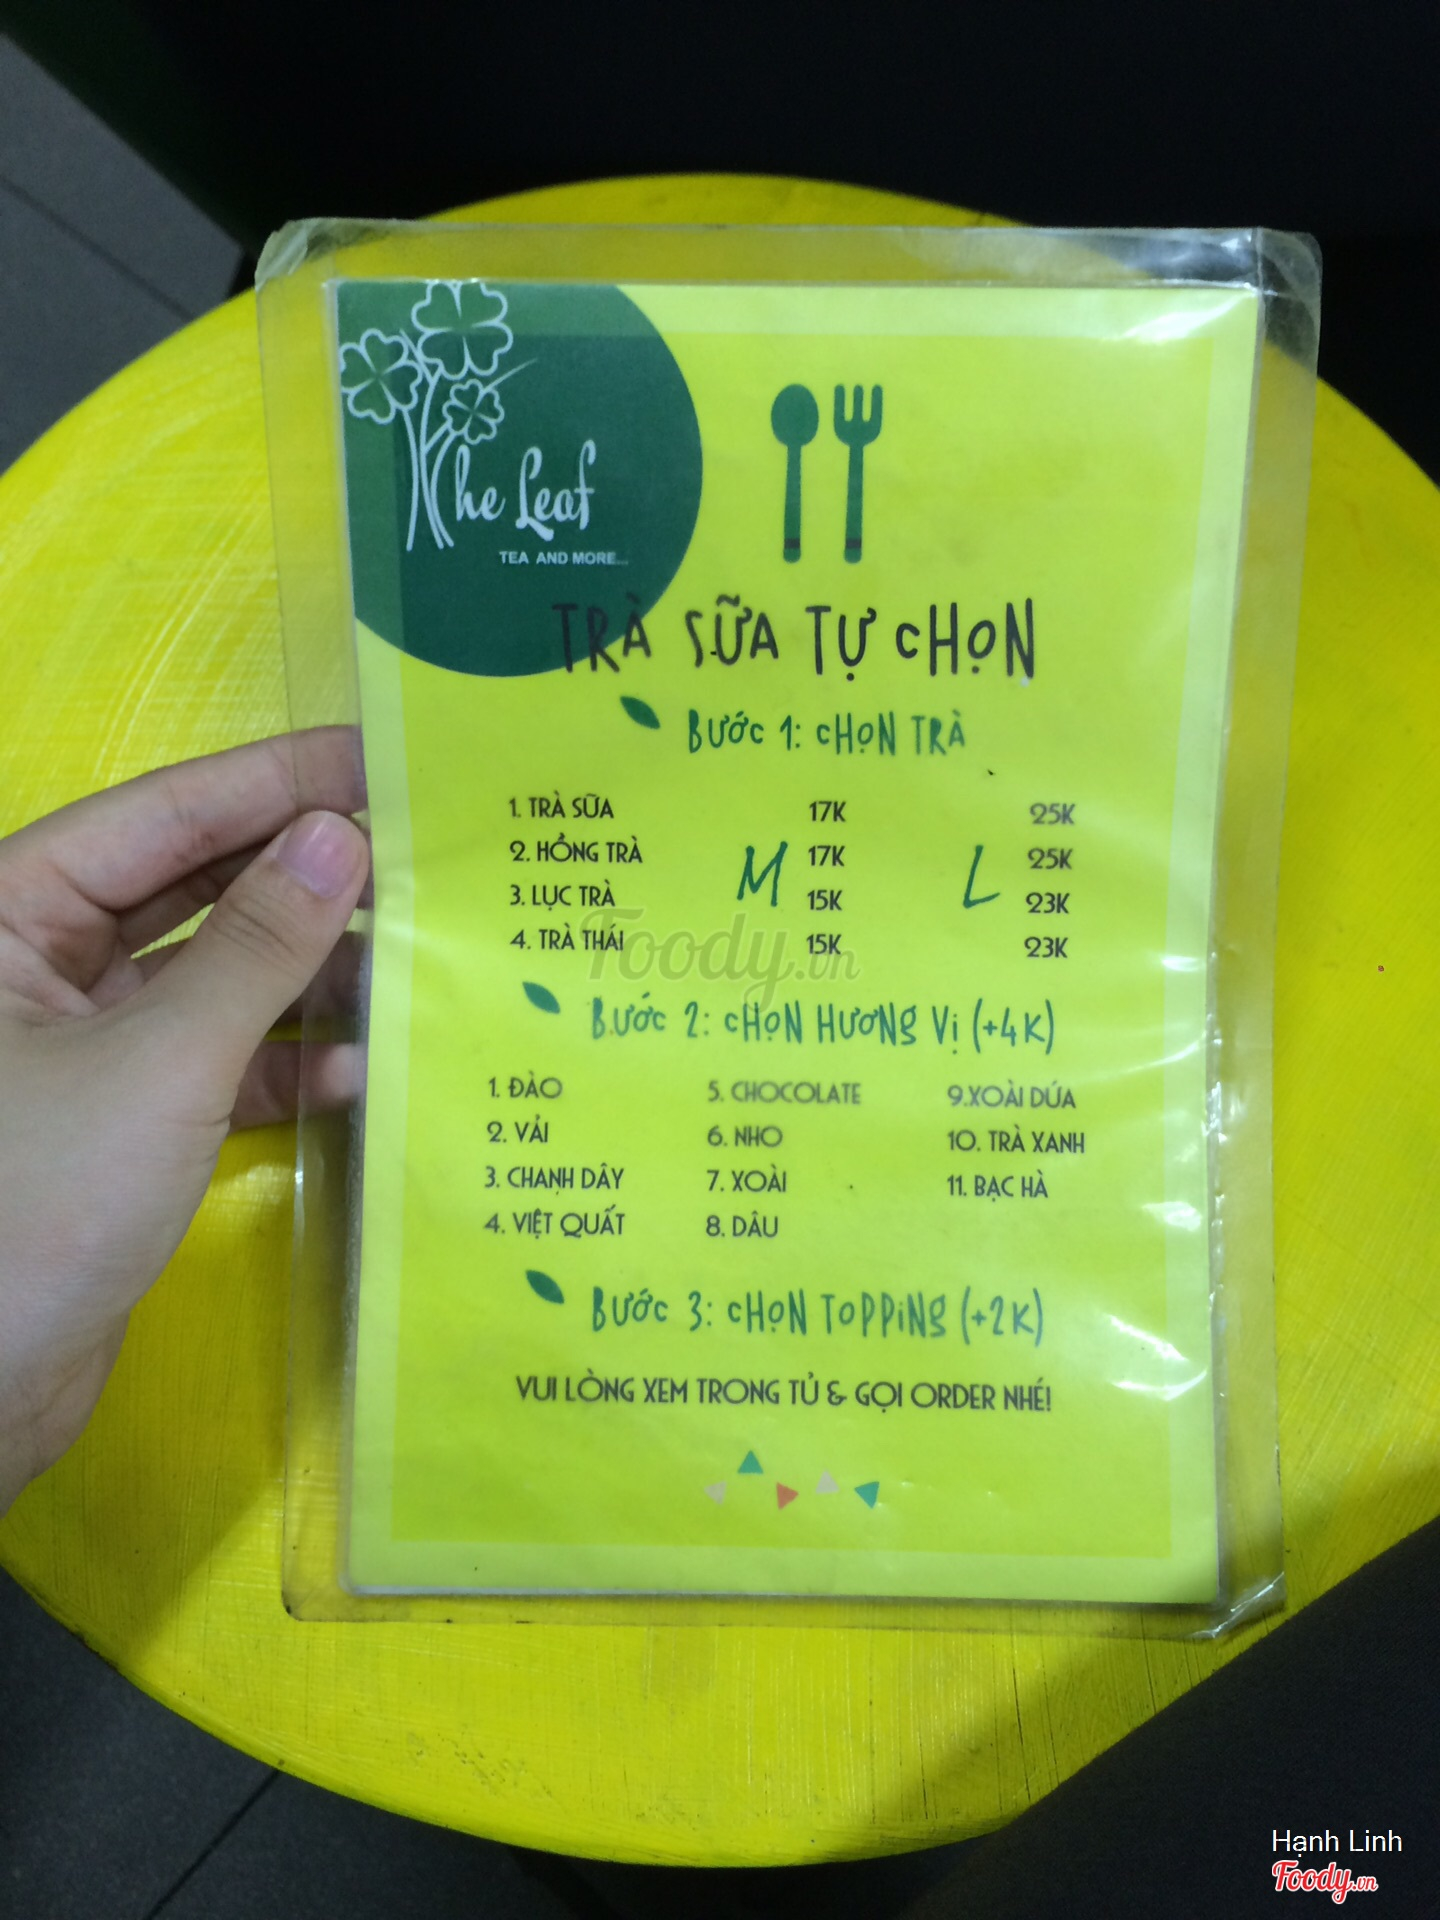 The Leaf
TEA AND MORE...
TRÀ SỮA TỰ CHỌN
BƯỚC 1: CHỌN TRÀ
1. TRÀ SỮA 17K 25K
2. HỒNG TRÀ 17K 25K
M L
3. LỤC TRÀ 15K 23K
4. TRÀ THÁI 15K 23K
Foody.vn
BƯỚC 2: CHỌN HƯƠNG VỊ (+4K)
1. ĐÀO 5. CHOCOLATE 9.XOÀI DỨA
2. VẢI 6. NHO 10. TRÀ XANH
3. CHANH DÂY 7. XOÀI 11. BẠC HÀ
4. VIỆT QUẤT 8. DÂU
BƯỚC 3: CHỌN TOPPING (+2K)
VUI LÒNG XEM TRONG TỦ & GỌI ORDER NHÉ!
Hạnh Linh
Foody.vn